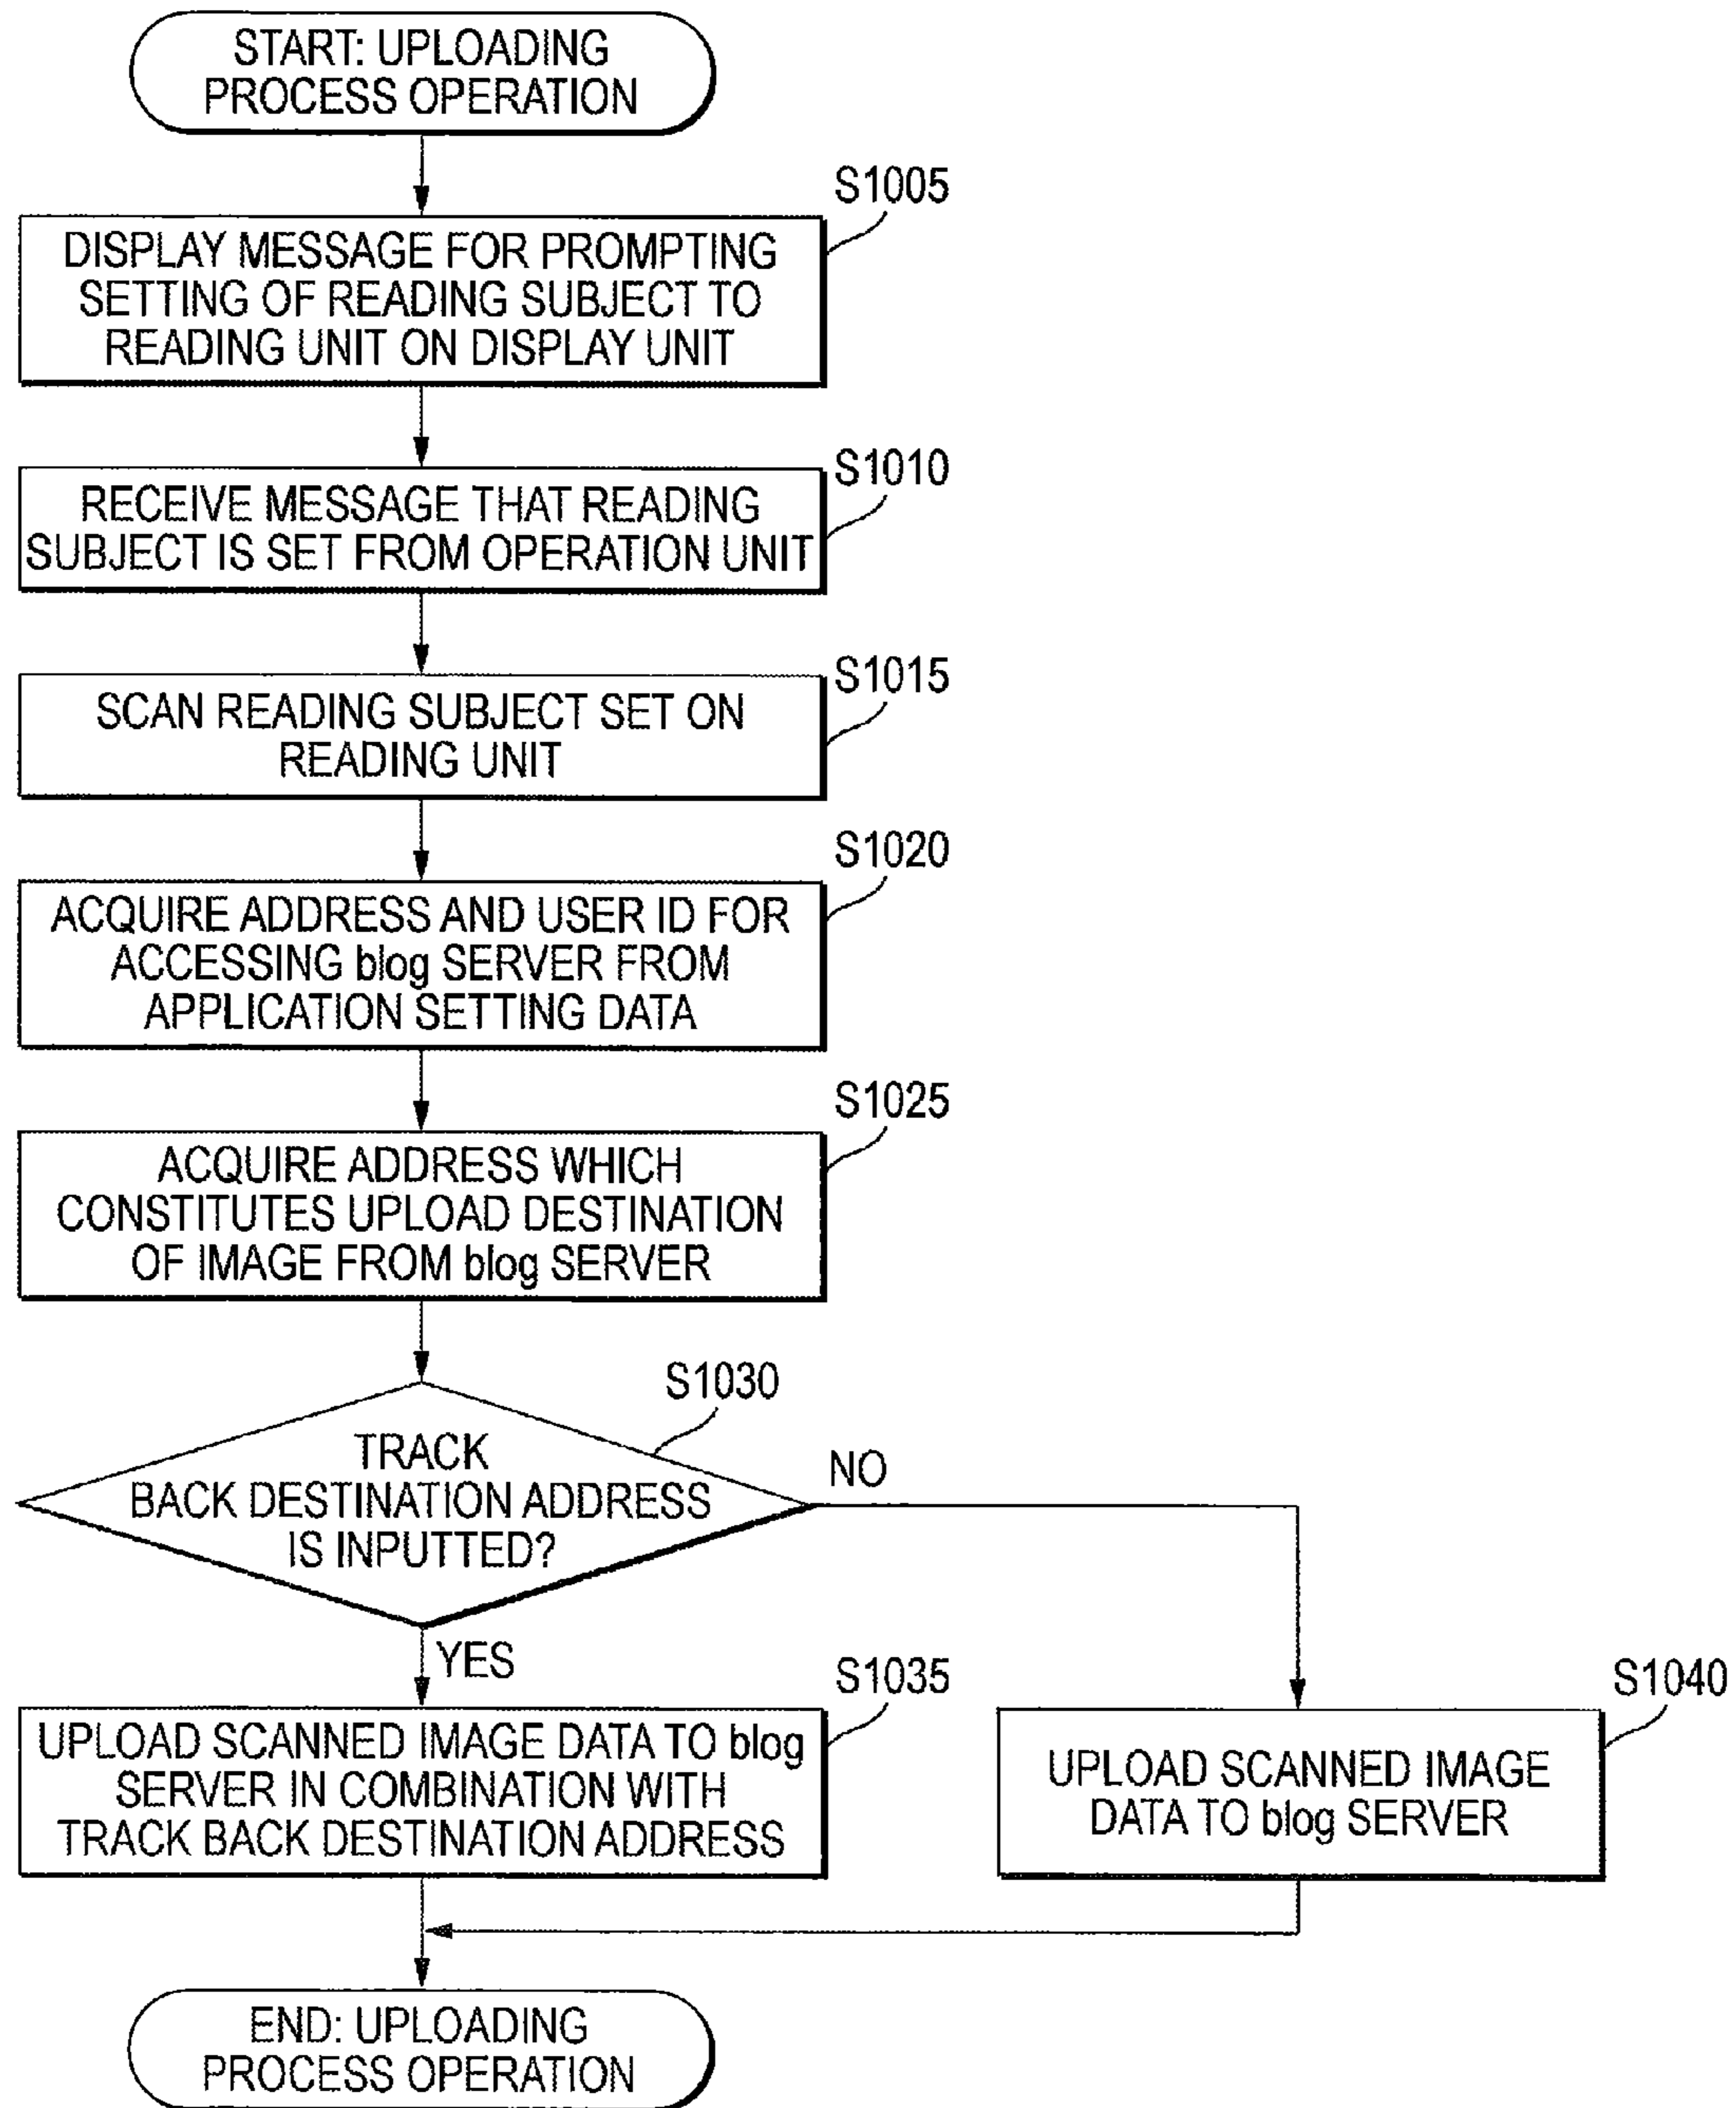 START: UPLOADING
PROCESS OPERATION
S1005
DISPLAY MESSAGE FOR PROMPTING
SETTING OF READING SUBJECT TO
READING UNIT ON DISPLAY UNIT
S1010
RECEIVE MESSAGE THAT READING
SUBJECT IS SET FROM OPERATION UNIT
S1015
SCAN READING SUBJECT SET ON
READING UNIT
S1020
ACQUIRE ADDRESS AND USER ID FOR
ACCESSING blog SERVER FROM
APPLICATION SETTING DATA
S1025
ACQUIRE ADDRESS WHICH
CONSTITUTES UPLOAD DESTINATION
OF IMAGE FROM blog SERVER
S1030
TRACK
BACK DESTINATION ADDRESS
IS INPUTTED?
NO
YES
S1035
UPLOAD SCANNED IMAGE DATA TO blog
SERVER IN COMBINATION WITH
TRACK BACK DESTINATION ADDRESS
S1040
UPLOAD SCANNED IMAGE
DATA TO blog SERVER
END: UPLOADING
PROCESS OPERATION